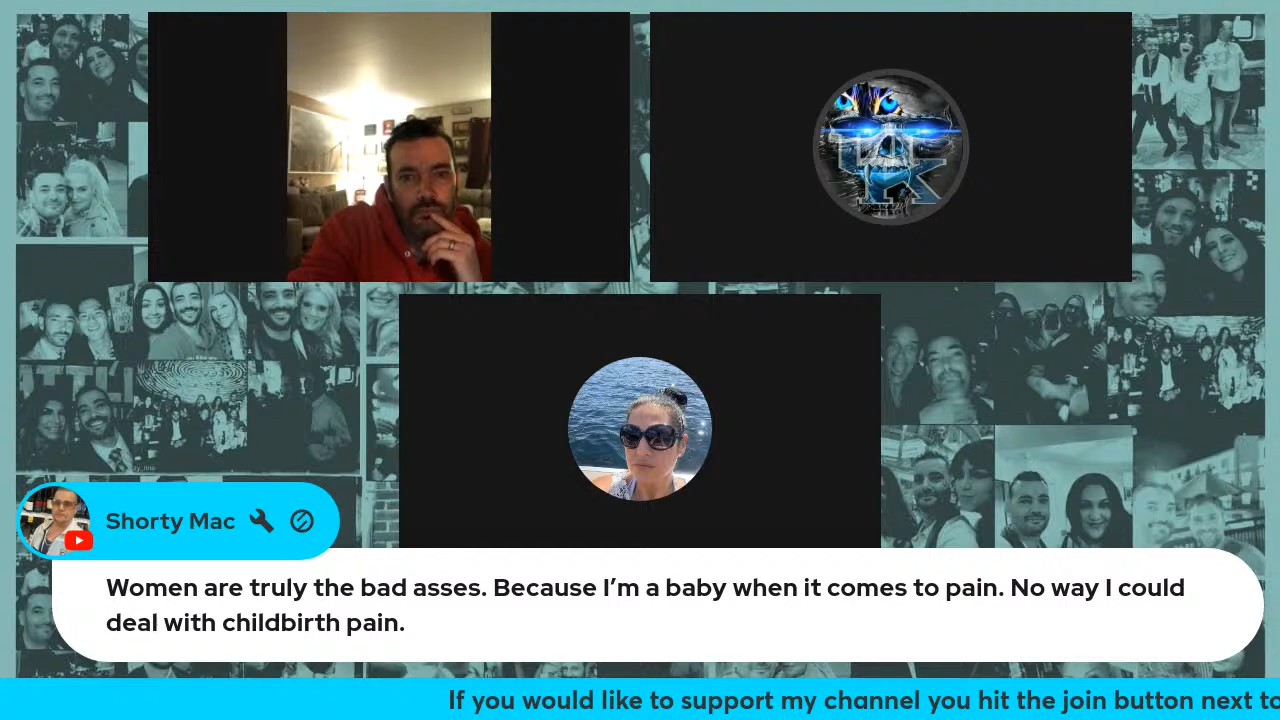 UK
Shorty Mac
Women are truly the bad asses. Because I’m a baby when it comes to pain. No way I could
deal with childbirth pain.
If you would like to support my channel you hit the join button next to